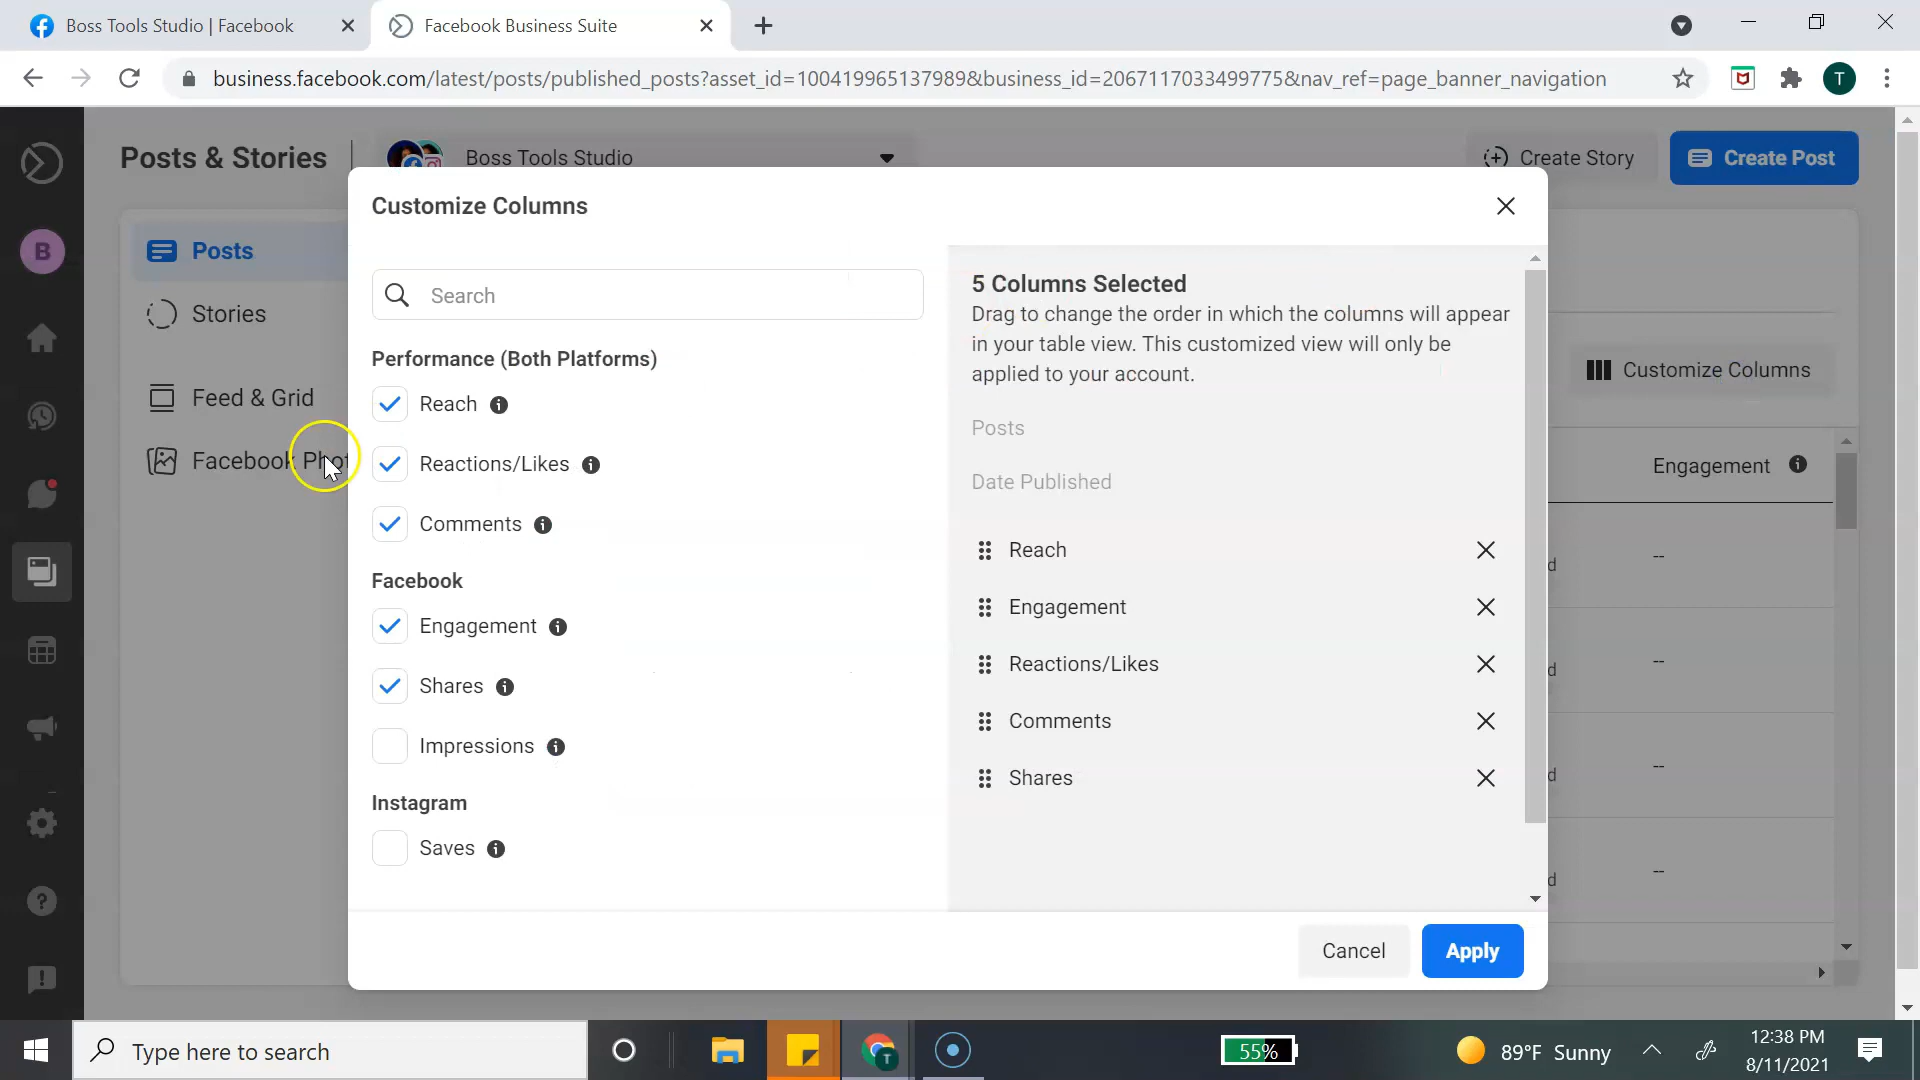 Boss Tools Studio | Facebook
Facebook Business Suite
business.facebook.com/latest/posts/published_posts?asset_id=100419965137989&business_id=2067117033499775&nav_ref=page_banner_navigation
T
Posts & Stories
Boss Tools Studio
Create Story
Create Post
B
Posts
Stories
Feed & Grid
Facebook Phot
Customize Columns
Search
Performance (Both Platforms)
Reach
Reactions/Likes
Comments
Facebook
Engagement
Shares
Impressions
Instagram
Saves
5 Columns Selected
Drag to change the order in which the columns will appear
in your table view. This customized view will only be
applied to your account.
Posts
Date Published
Reach
Engagement
Reactions/Likes
Comments
Shares
Cancel
Apply
Customize Columns
Engagement
d
--
d
--
d
--
d
--
Type here to search
T
55%
89°F Sunny
12:38 PM
8/11/2021